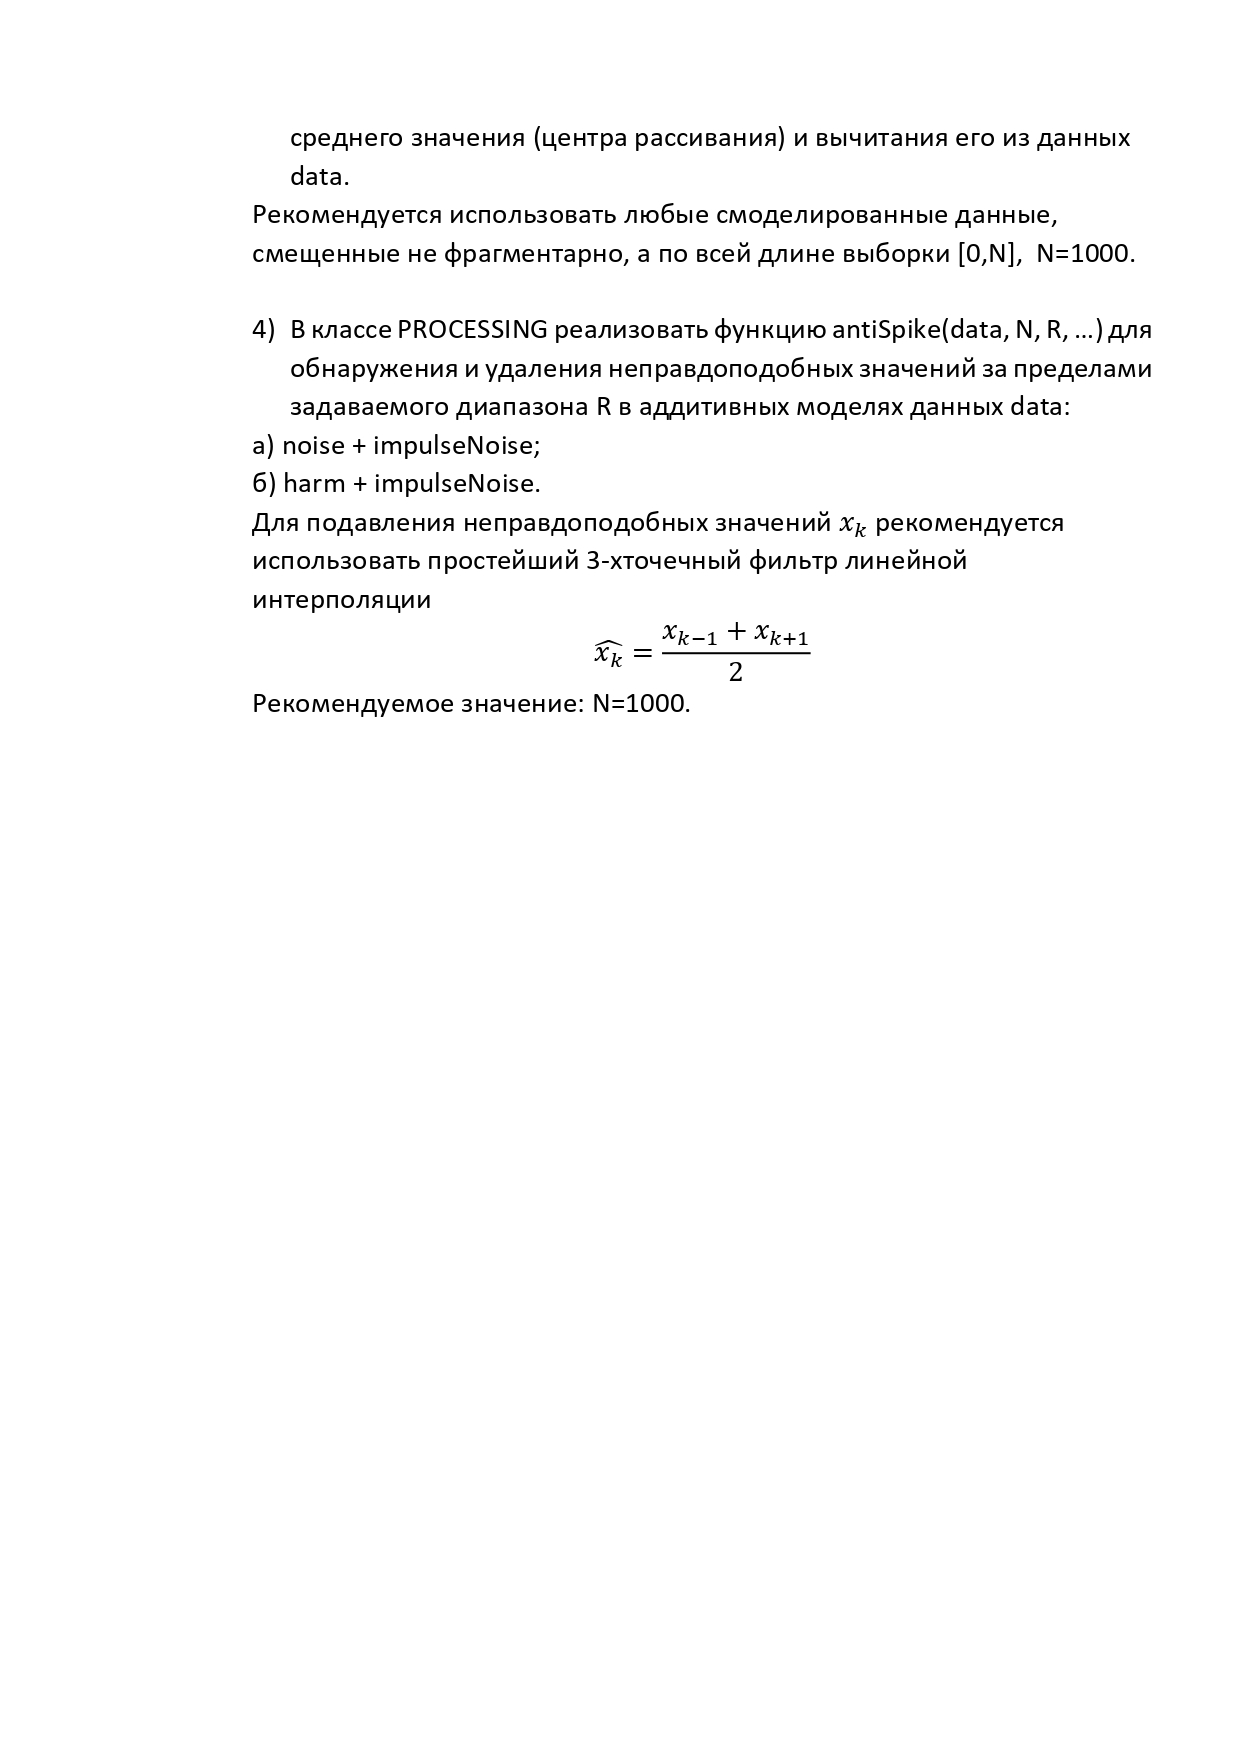 среднего значения (центра рассивания) и вычитания его из данных
data.
Рекомендуется использовать любые смоделированные данные,
смещенные не фрагментарно, а по всей длине выборки [0,N],  N=1000.
4) В классе PROCESSING реализовать функцию antiSpike(data, N, R, …) для
обнаружения и удаления неправдоподобных значений за пределами
задаваемого диапазона R в аддитивных моделях данных data:
а) noise + impulseNoise;
б) harm + impulseNoise.
Для подавления неправдоподобных значений $x_k$ рекомендуется
использовать простейший 3-хточечный фильтр линейной
интерполяции
$\widehat{x_k} = \frac{x_{k-1} + x_{k+1}}{2}$
Рекомендуемое значение: N=1000.